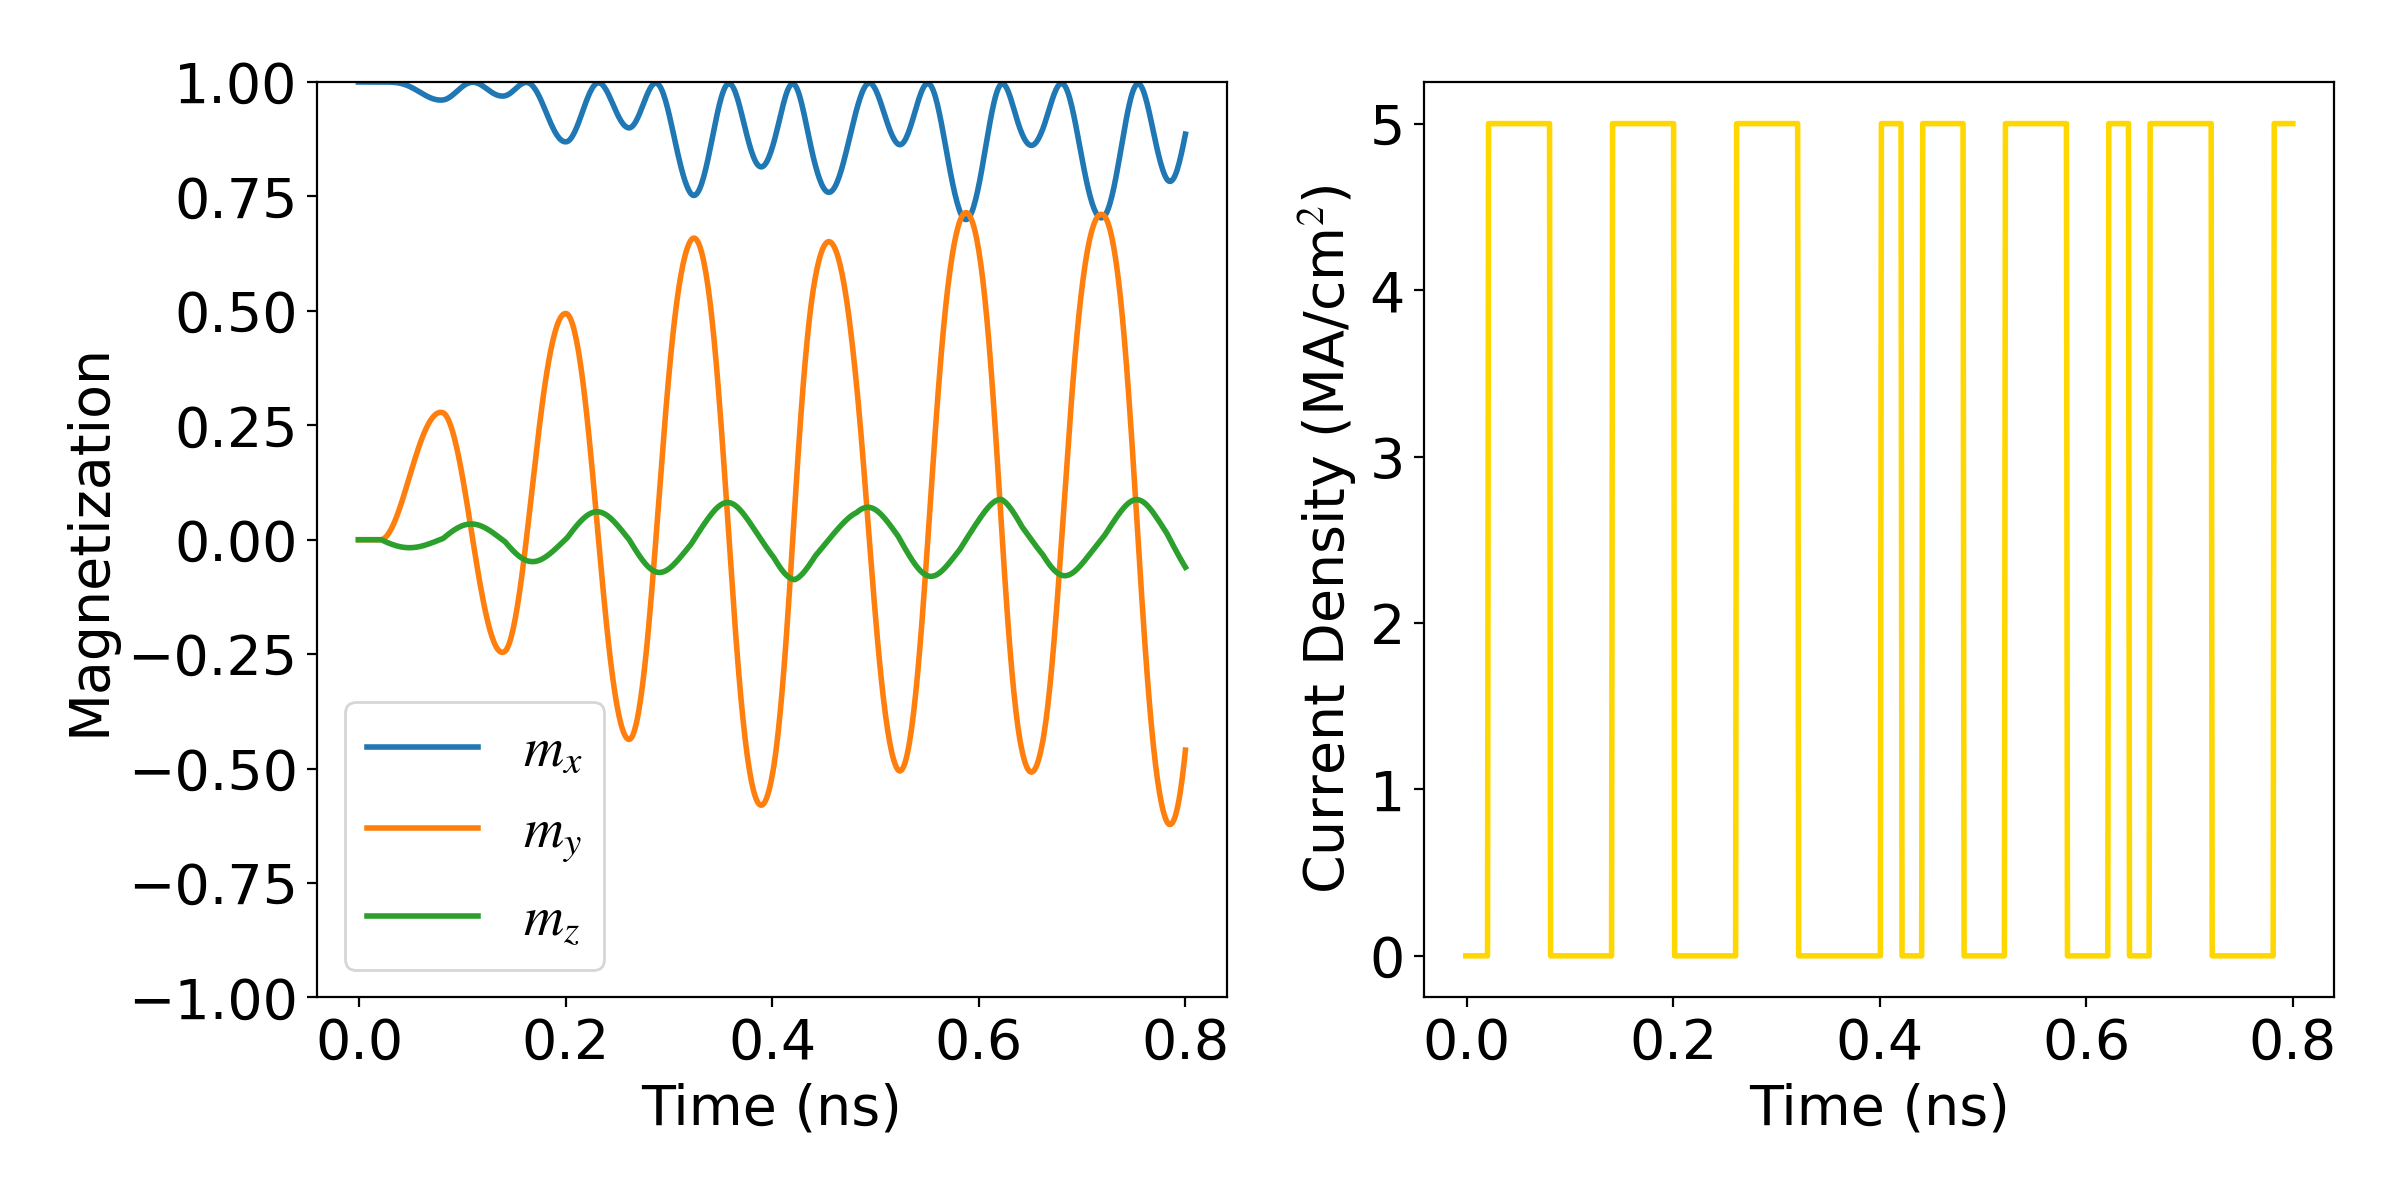 1.00
0.75
0.50
0.25
0.00
−0.25
−0.50
−0.75
−1.00
Magnetization
m_x
m_y
m_z
0.0 0.2 0.4 0.6 0.8
Time (ns)
5
4
3
2
1
0
Current Density (MA/cm²)
0.0 0.2 0.4 0.6 0.8
Time (ns)